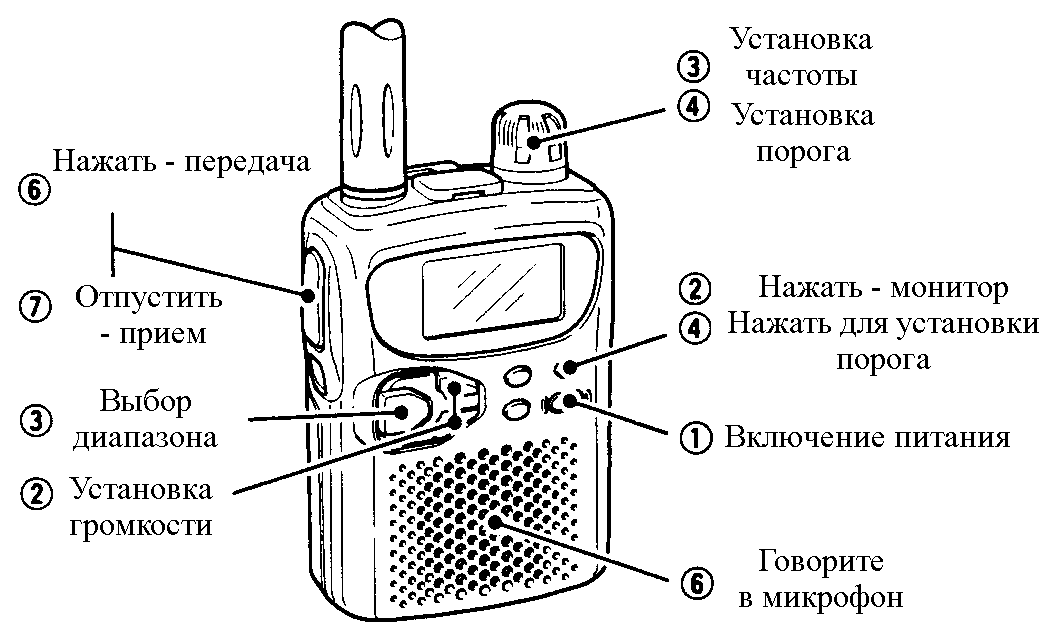 ③ Установка
частоты
④ Установка
порога
Нажать - передача
⑥
⑦ Отпустить
- прием
② Нажать - монитор
④ Нажать для установки
порога
③ Выбор
диапазона
① Включение питания
② Установка
громкости
⑥ Говорите
в микрофон